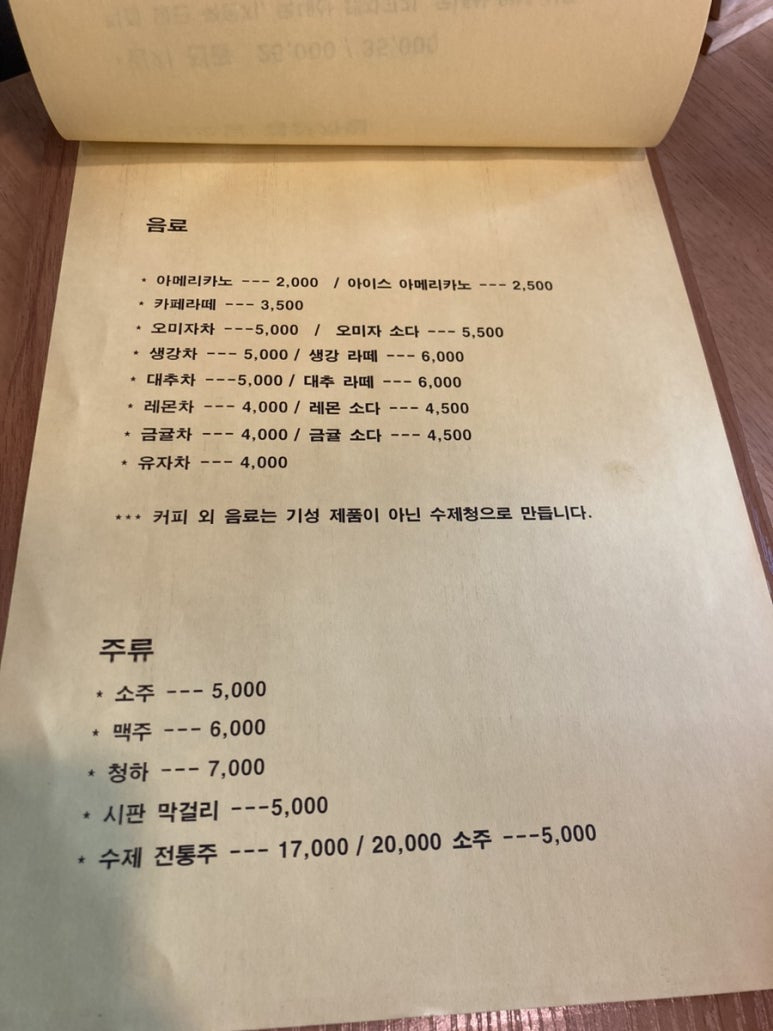 음료
* 아메리카노 --- 2,000 / 아이스 아메리카노 --- 2,500
* 카페라떼 --- 3,500
* 오미자차 ---5,000 / 오미자 소다 --- 5,500
* 생강차 --- 5,000 / 생강 라떼 --- 6,000
* 대추차 ---5,000 / 대추 라떼 --- 6,000
* 레몬차 --- 4,000 / 레몬 소다 --- 4,500
* 금귤차 --- 4,000 / 금귤 소다 --- 4,500
* 유자차 --- 4,000
*** 커피 외 음료는 기성 제품이 아닌 수제청으로 만듭니다.
주류
* 소주 --- 5,000
* 맥주 --- 6,000
* 청하 --- 7,000
* 시판 막걸리 ---5,000
* 수제 전통주 --- 17,000 / 20,000 소주 ---5,000